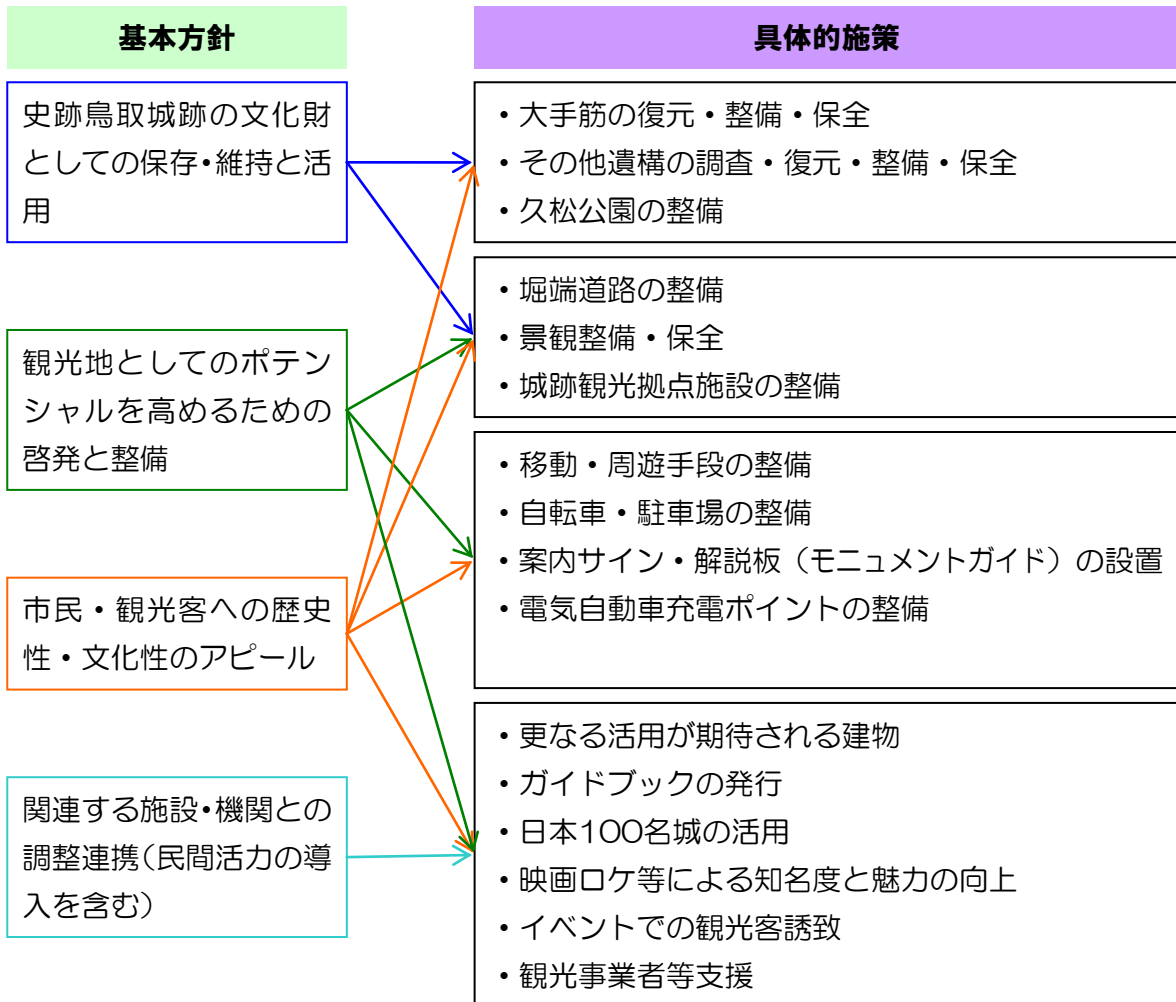 基本方針
史跡鳥取城跡の文化財
としての保存・維持と活
用
観光地としてのポテン
シャルを高めるための
啓発と整備
市民・観光客への歴史
性・文化性のアピール
関連する施設・機関との
調整連携（民間活力の導
入を含む）
具体的施策
・大手筋の復元・整備・保全
・その他遺構の調査・復元・整備・保全
・久松公園の整備
・堀端道路の整備
・景観整備・保全
・城跡観光拠点施設の整備
・移動・周遊手段の整備
・自転車・駐車場の整備
・案内サイン・解説板（モニュメントガイド）の設置
・電気自動車充電ポイントの整備
・更なる活用が期待される建物
・ガイドブックの発行
・日本100名城の活用
・映画ロケ等による知名度と魅力の向上
・イベントでの観光客誘致
・観光事業者等支援